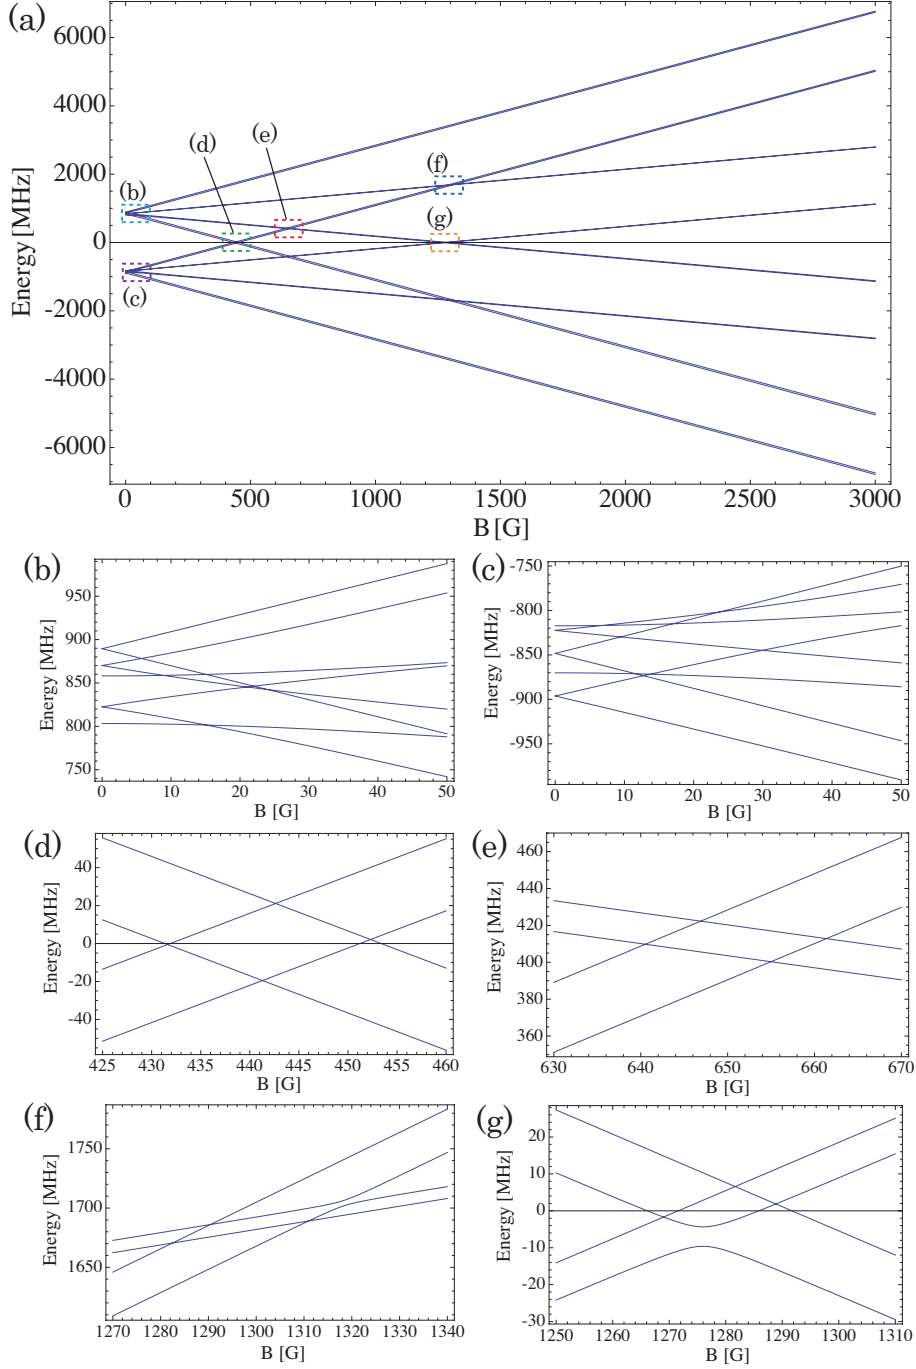 (a)
6000
4000
2000
0
-2000
-4000
-6000
Energy [MHz]
(b)
(c)
(d)
(e)
(f)
(g)
0 500 1000 1500 2000 2500 3000
B [G]
(b)
950
900
850
800
750
Energy [MHz]
0 10 20 30 40 50
B [G]
(c)
-750
-800
-850
-900
-950
Energy [MHz]
0 10 20 30 40 50
B [G]
(d)
40
20
0
-20
-40
Energy [MHz]
425 430 435 440 445 450 455 460
B [G]
(e)
460
440
420
400
380
360
Energy [MHz]
630 640 650 660 670
B [G]
(f)
1750
1700
1650
Energy [MHz]
1270 1280 1290 1300 1310 1320 1330 1340
B [G]
(g)
20
10
0
-10
-20
-30
Energy [MHz]
1250 1260 1270 1280 1290 1300 1310
B [G]